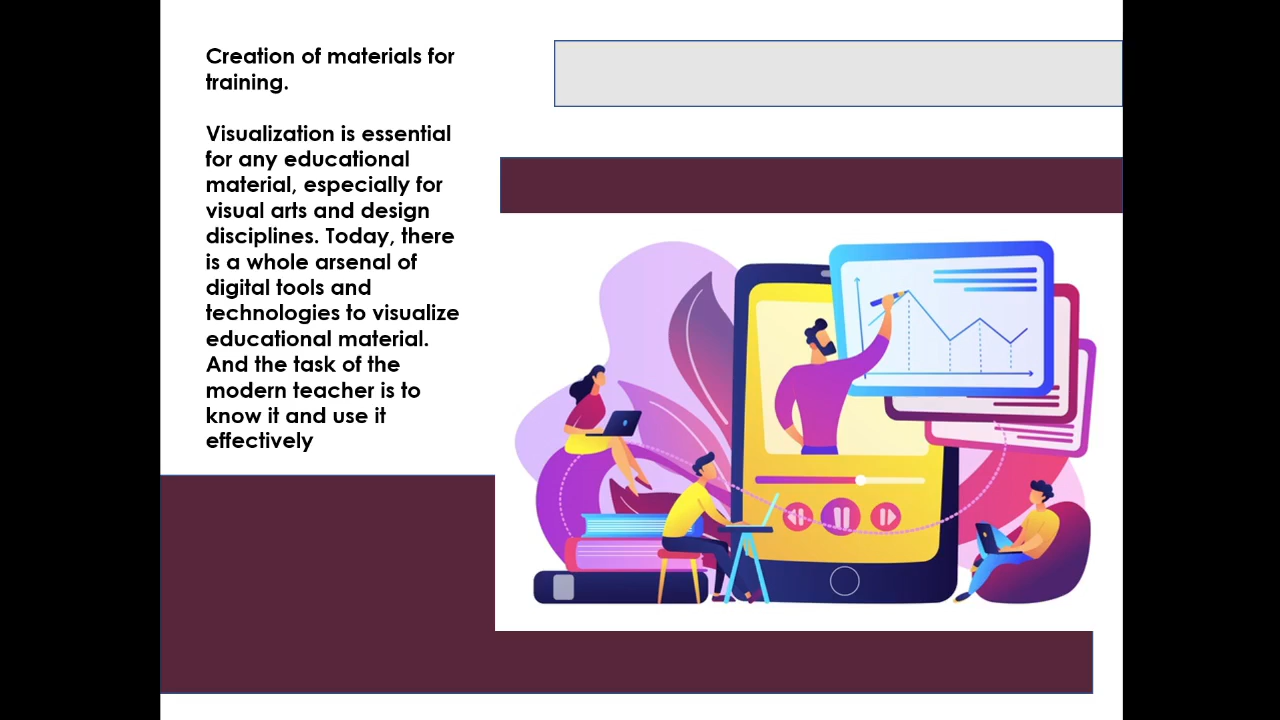 Creation of materials for
training.
Visualization is essential
for any educational
material, especially for
visual arts and design
disciplines. Today, there
is a whole arsenal of
digital tools and
technologies to visualize
educational material.
And the task of the
modern teacher is to
know it and use it
effectively